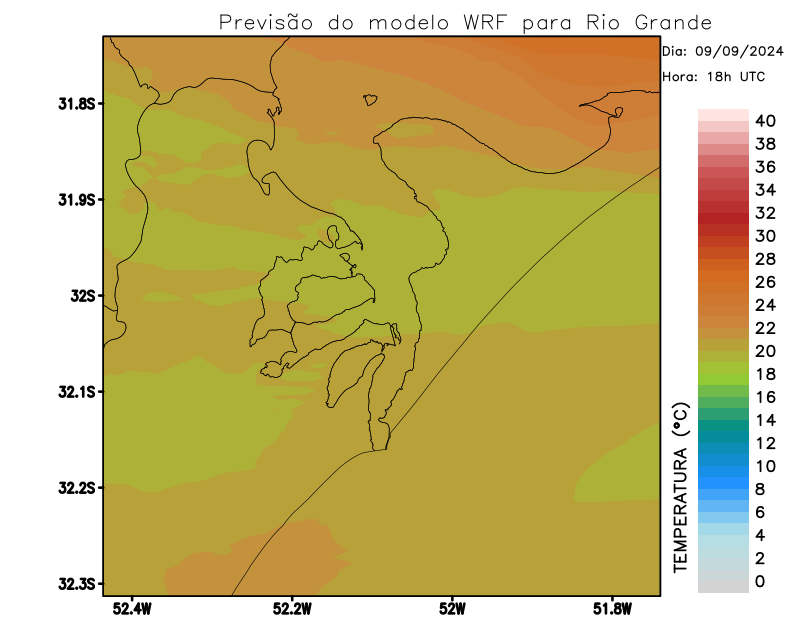 Previsão do modelo WRF para Rio Grande
Dia: 09/09/2024
Hora: 18h UTC
31.8S
31.9S
32S
32.1S
32.2S
32.3S
52.4W
52.2W
52W
51.8W
TEMPERATURA (°C)
40
38
36
34
32
30
28
26
24
22
20
18
16
14
12
10
8
6
4
2
0